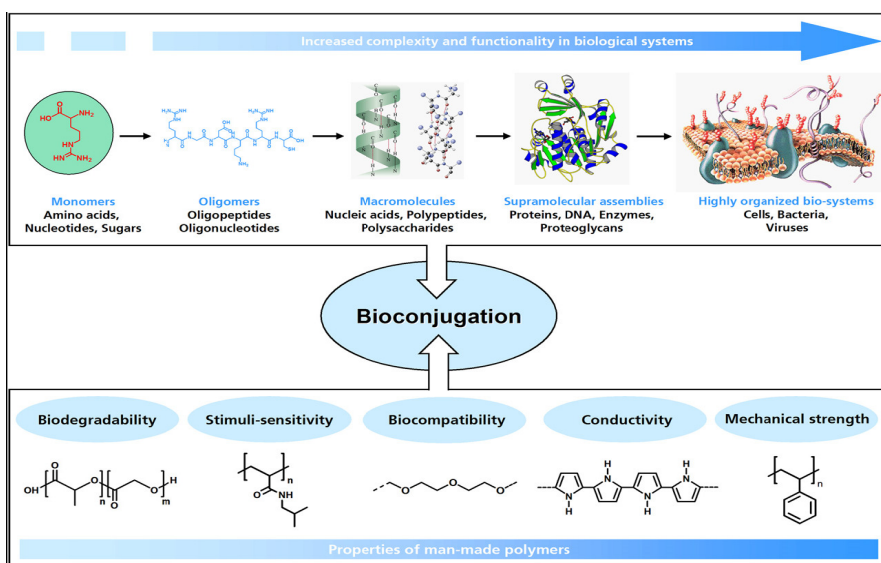 Increased complexity and functionality in biological systems
Monomers
Amino acids,
Nucleotides, Sugars
Oligomers
Oligopeptides
Oligonucleotides
Macromolecules
Nucleic acids, Polypeptides,
Polysaccharides
Supramolecular assemblies
Proteins, DNA, Enzymes,
Proteoglycans
Highly organized bio-systems
Cells, Bacteria,
Viruses
Bioconjugation
Biodegradability
Stimuli-sensitivity
Biocompatibility
Conductivity
Mechanical strength
Properties of man-made polymers